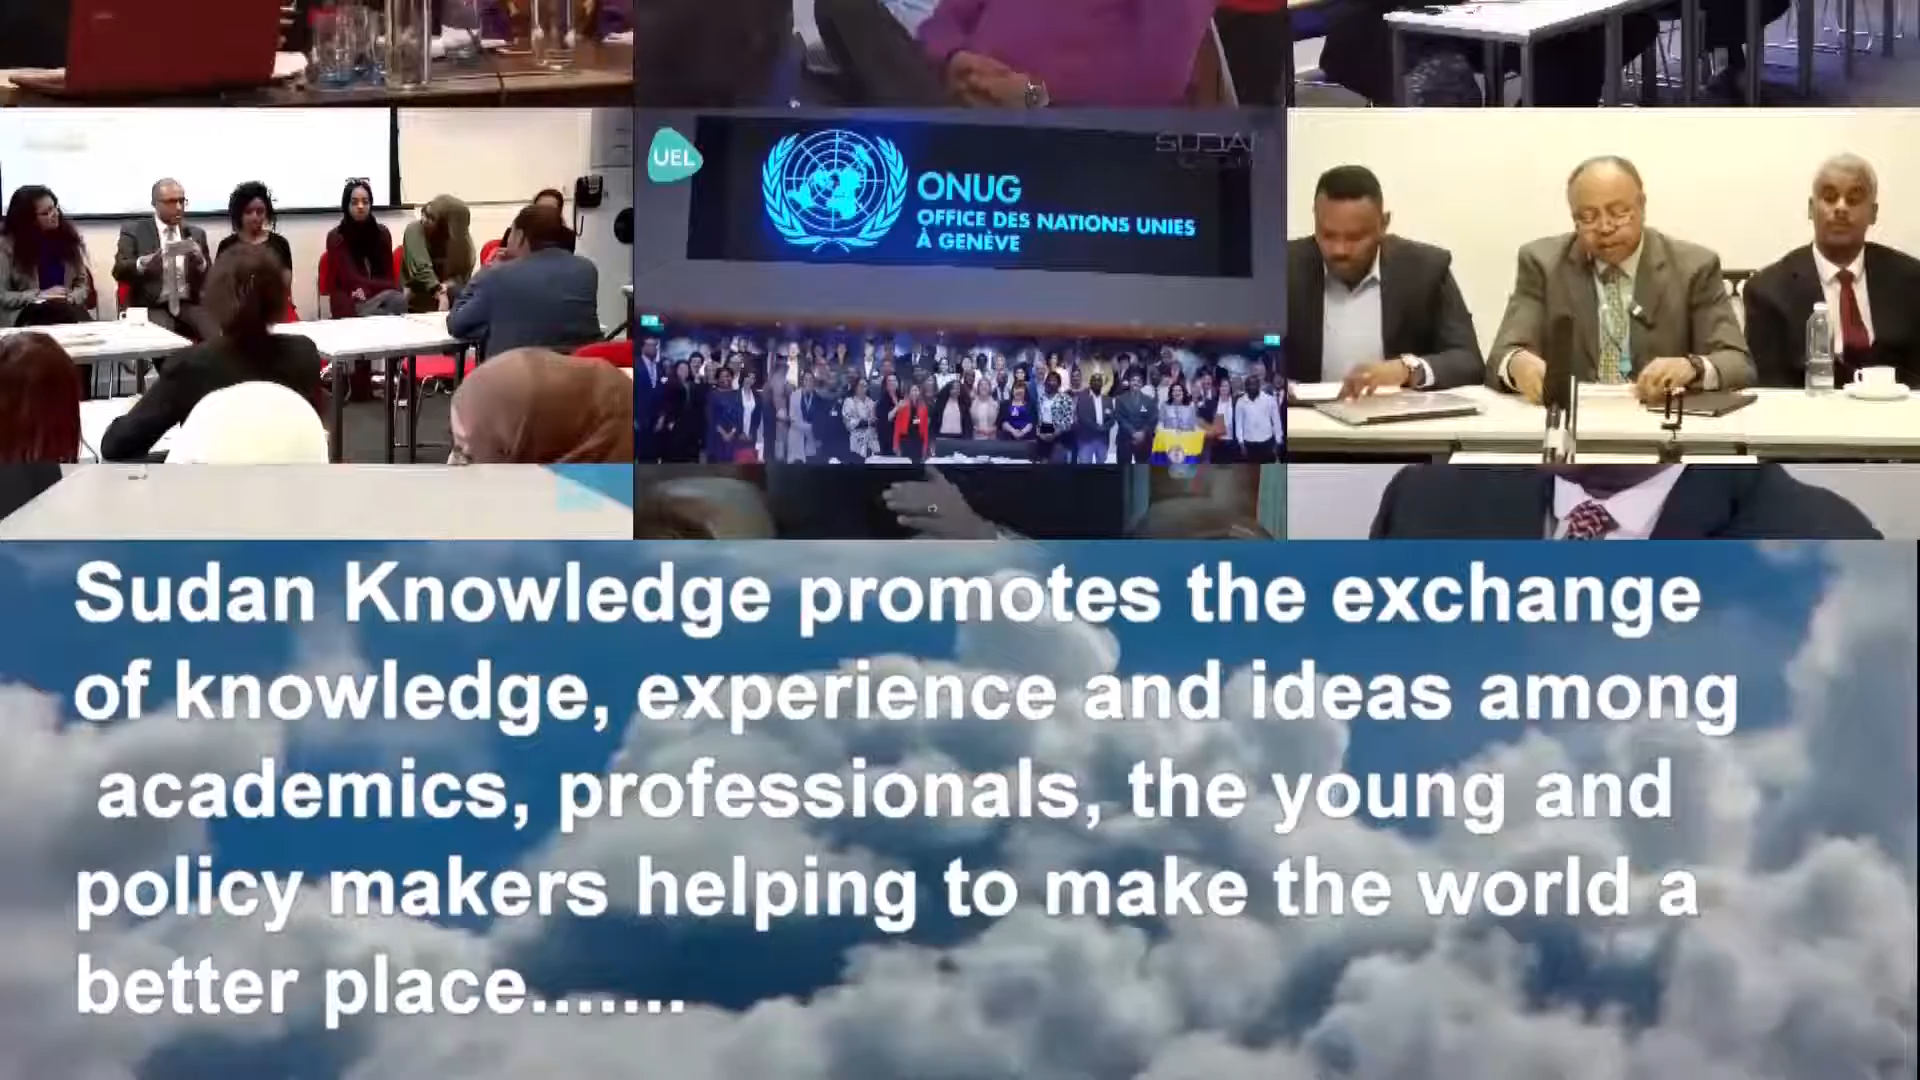 UEL
SUDAN
ONUG
OFFICE DES NATIONS UNIES
À GENÈVE
Sudan Knowledge promotes the exchange
of knowledge, experience and ideas among
academics, professionals, the young and
policy makers helping to make the world a
better place.......